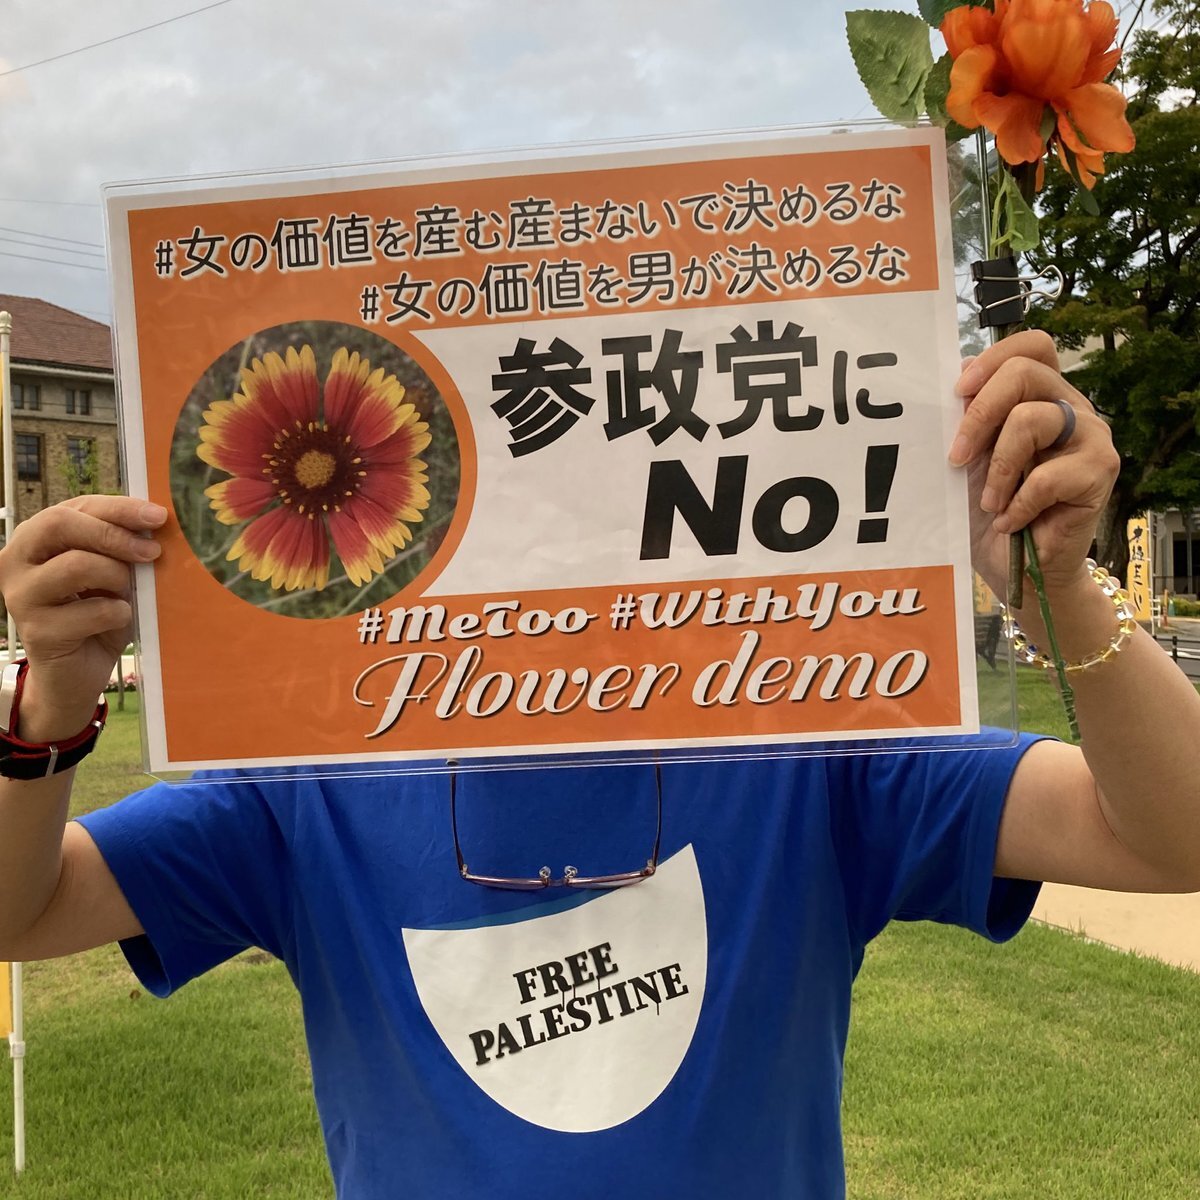 #女の価値を産む産まないで決めるな
#女の価値を男が決めるな
参政党に
No!
#MeToo #WithYou
Flower demo
FREE
PALESTINE